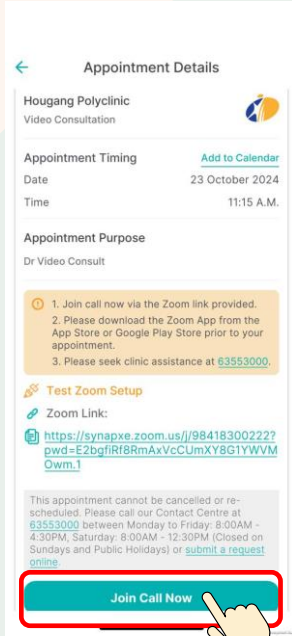 Appointment Details
Hougang Polyclinic
Video Consultation
Appointment Timing
Add to Calendar
Date
23 October 2024
Time
11:15 A.M.
Appointment Purpose
Dr Video Consult
1. Join call now via the Zoom link provided.
2. Please download the Zoom App from the
App Store or Google Play Store prior to your
appointment.
3. Please seek clinic assistance at 63553000.
Test Zoom Setup
Zoom Link:
https://synapxe.zoom.us/j/98418300222?
pwd=E2bgfiRf8RmAxVcCUmXY8G1YWVM
Owm.1
This appointment cannot be cancelled or re-
scheduled. Please call our Contact Centre at
63553000 between Monday to Friday: 8:00AM -
4:30PM, Saturday: 8:00AM - 12:30PM (Closed on
Sundays and Public Holidays) or submit a request
online.
Join Call Now